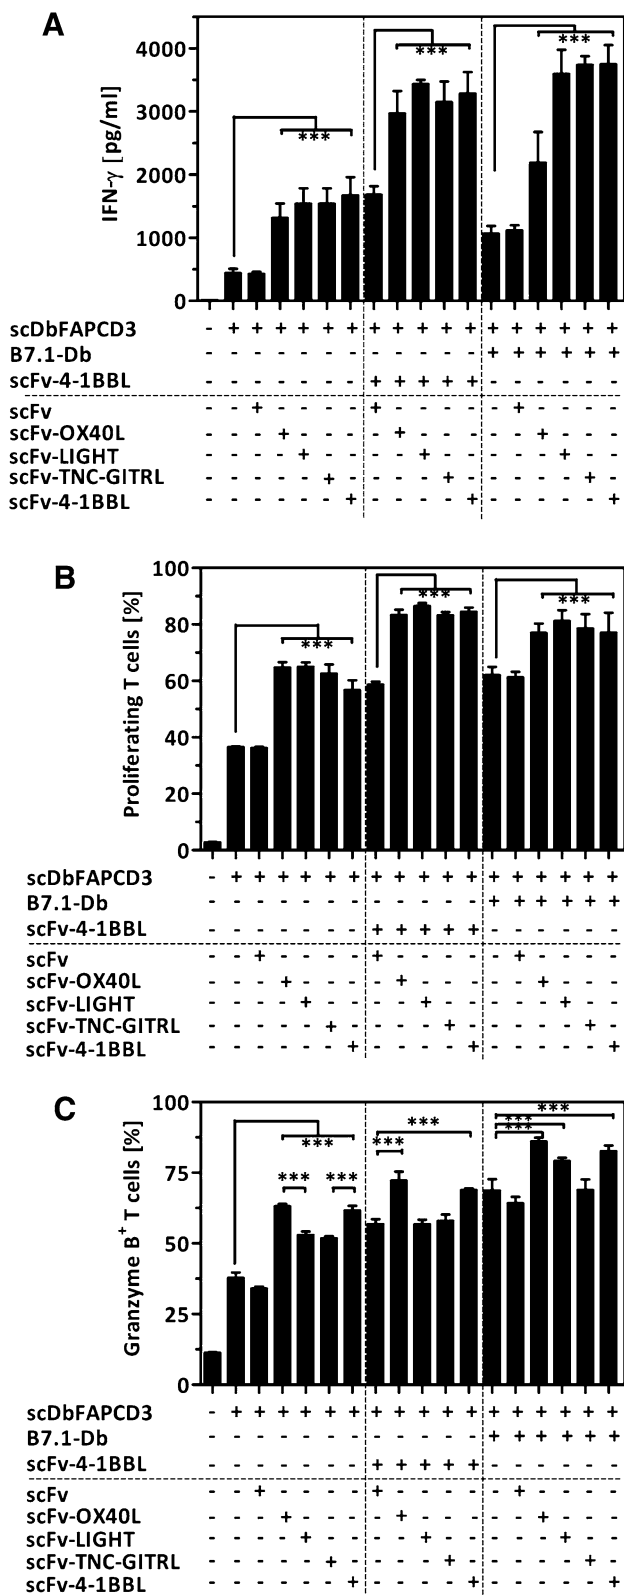 A
IFN-γ [pg/ml]
4000
3000
2000
1000
0
***
***
***
scDbFAPCD3 - + + + + + + + + + + + + + + + + +
B7.1-Db - - - - - - - - - - - - + + + + + +
scFv-4-1BBL - - - - - - - + + + + + - - - - - -
scFv - - + - - - - + - - - - - + - - - -
scFv-OX40L - - - + - - - - + - - - - - + - - -
scFv-LIGHT - - - - + - - - - + - - - - - + - -
scFv-TNC-GITRL - - - - - + - - - - + - - - - - + -
scFv-4-1BBL - - - - - - + - - - - + - - - - - +
B
Proliferating T cells [%]
100
80
60
40
20
0
***
***
***
scDbFAPCD3 - + + + + + + + + + + + + + + + + +
B7.1-Db - - - - - - - - - - - - + + + + + +
scFv-4-1BBL - - - - - - - + + + + + - - - - - -
scFv - - + - - - - + - - - - - + - - - -
scFv-OX40L - - - + - - - - + - - - - - + - - -
scFv-LIGHT - - - - + - - - - + - - - - - + - -
scFv-TNC-GITRL - - - - - + - - - - + - - - - - + -
scFv-4-1BBL - - - - - - + - - - - + - - - - - +
C
Granzyme B+ T cells [%]
100
75
50
25
0
***
*** ***
***
***
***
***
***
scDbFAPCD3 - + + + + + + + + + + + + + + + + +
B7.1-Db - - - - - - - - - - - - + + + + + +
scFv-4-1BBL - - - - - - - + + + + + - - - - - -
scFv - - + - - - - + - - - - - + - - - -
scFv-OX40L - - - + - - - - + - - - - - + - - -
scFv-LIGHT - - - - + - - - - + - - - - - + - -
scFv-TNC-GITRL - - - - - + - - - - + - - - - - + -
scFv-4-1BBL - - - - - - + - - - - + - - - - - +